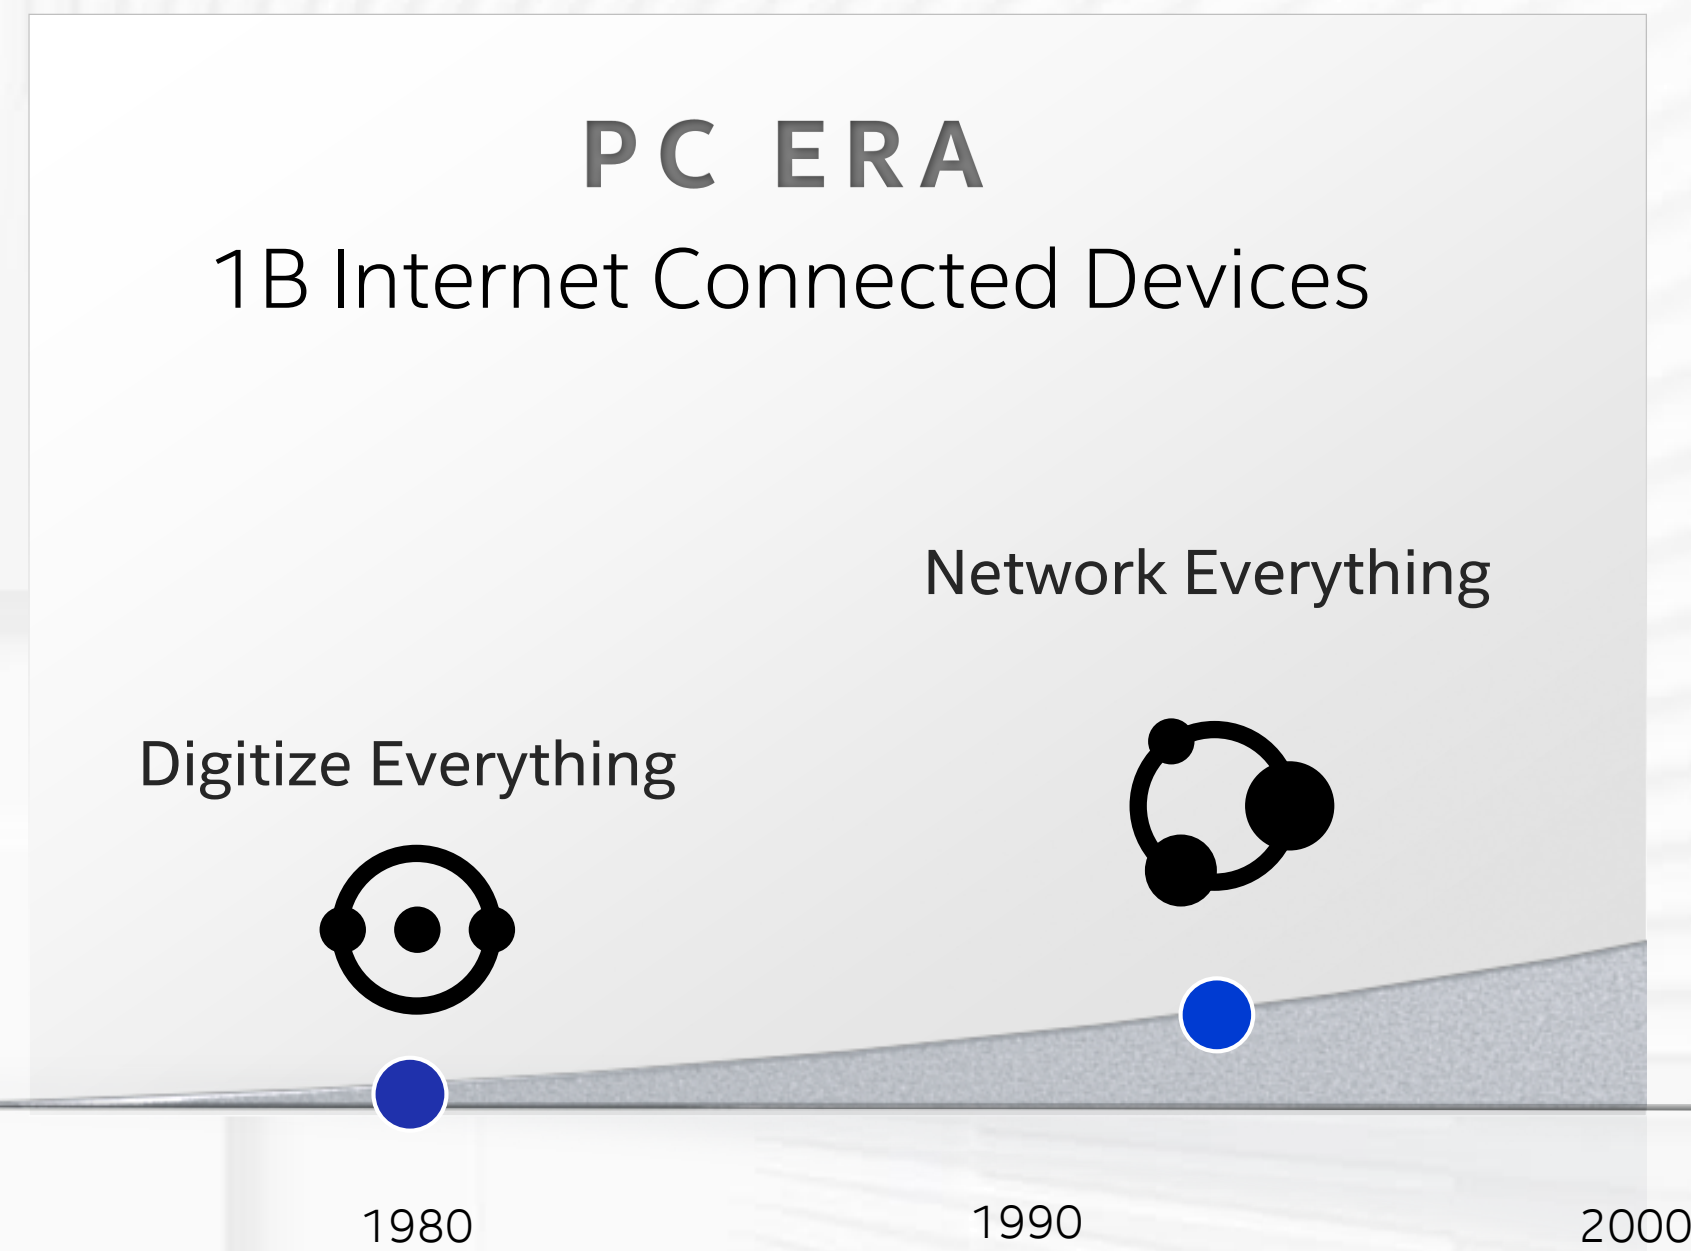 PC ERA
1B Internet Connected Devices
Network Everything
Digitize Everything
1980
1990
2000